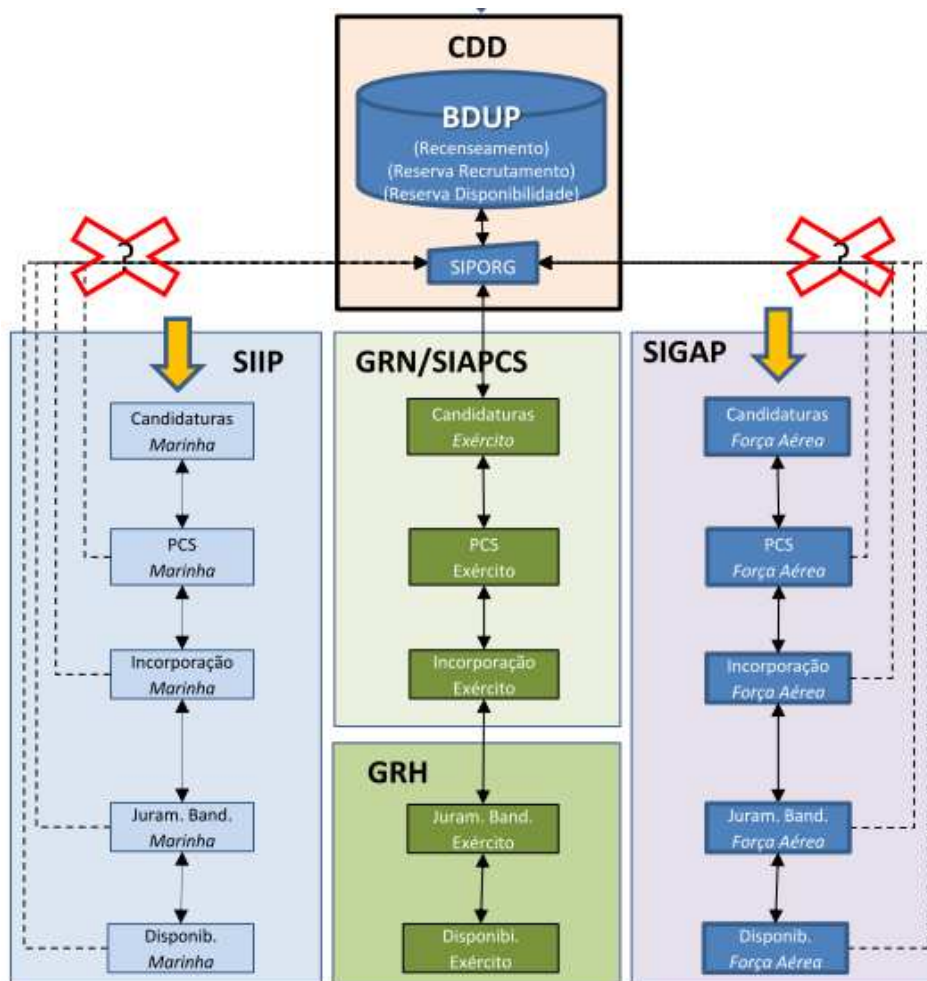 CDD
BDUP
(Recenseamento)
(Reserva Recrutamento)
(Reserva Disponibilidade)
SIPORG
?
?
SIIP
Candidaturas
Marinha
PCS
Marinha
Incorporação
Marinha
Juram. Band.
Marinha
Disponib.
Marinha
GRN/SIAPCS
Candidaturas
Exército
PCS
Exército
Incorporação
Exército
GRH
Juram. Band.
Exército
Disponibi.
Exército
SIGAP
Candidaturas
Força Aérea
PCS
Força Aérea
Incorporação
Força Aérea
Juram. Band.
Força Aérea
Disponib.
Força Aérea